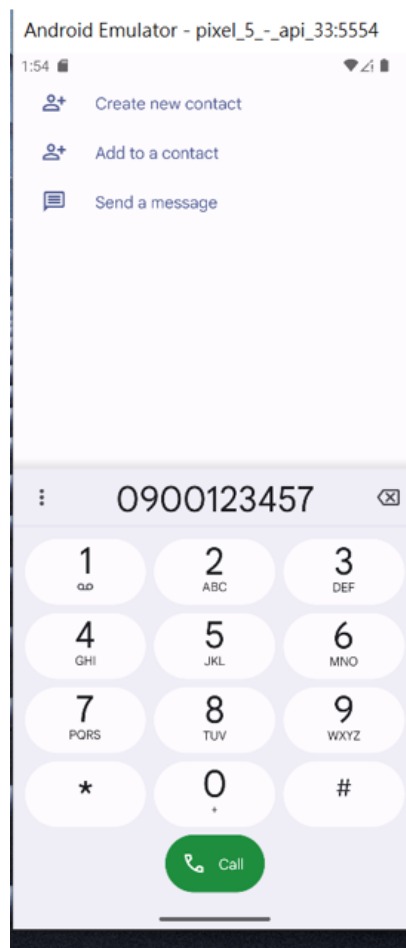 Android Emulator - pixel_5_-_api_33:5554
1:54
Create new contact
Add to a contact
Send a message
0900123457
1 2 3
ABC DEF
4 5 6
GHI JKL MNO
7 8 9
PQRS TUV WXYZ
* 0 #
+
Call